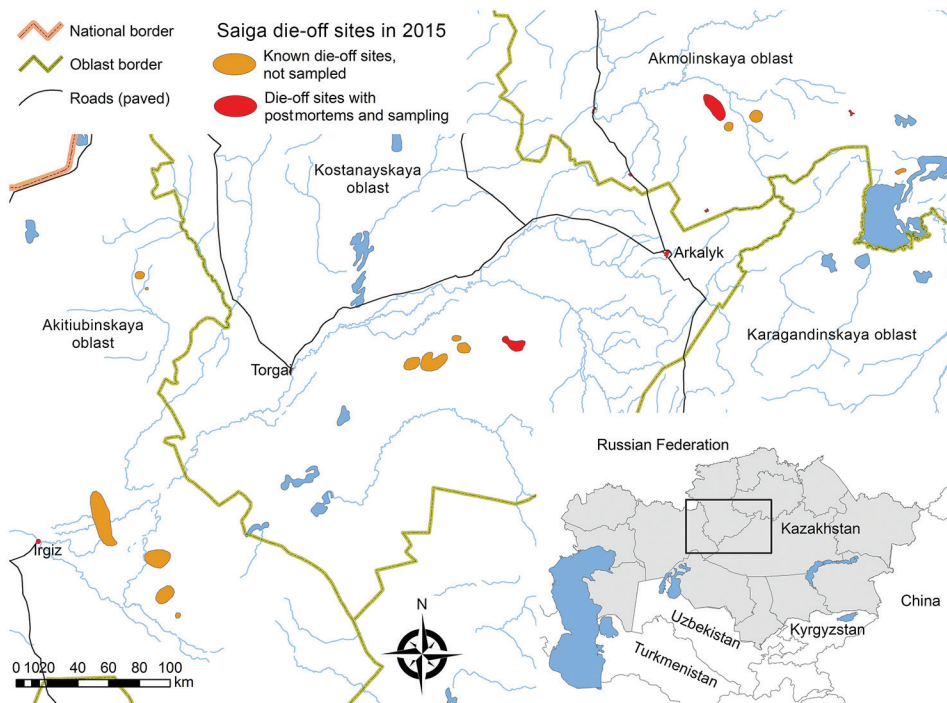 National border
Saiga die-off sites in 2015
Oblast border
Known die-off sites,
not sampled
Roads (paved)
Die-off sites with
postmortems and sampling
Akmolinskaya oblast
Kostanayskaya
oblast
Arkalyk
Akitiubinskaya
oblast
Karagandinskaya oblast
Torgai
Irgiz
N
0 10 20 40 60 80 100
km
Russian Federation
Kazakhstan
China
Uzbekistan
Kyrgyzstan
Turkmenistan